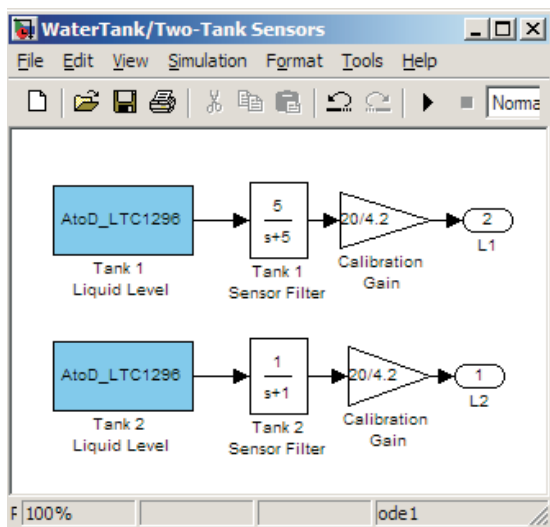 WaterTank/Two-Tank Sensors
File Edit View Simulation Format Tools Help
Norma
AtoD_LTC1296
5
s+5
20/4.2
2
L1
Tank 1
Liquid Level
Tank 1
Sensor Filter
Calibration
Gain
AtoD_LTC1296
1
s+1
20/4.2
1
L2
Tank 2
Liquid Level
Tank 2
Sensor Filter
Calibration
Gain
F 100% ode1